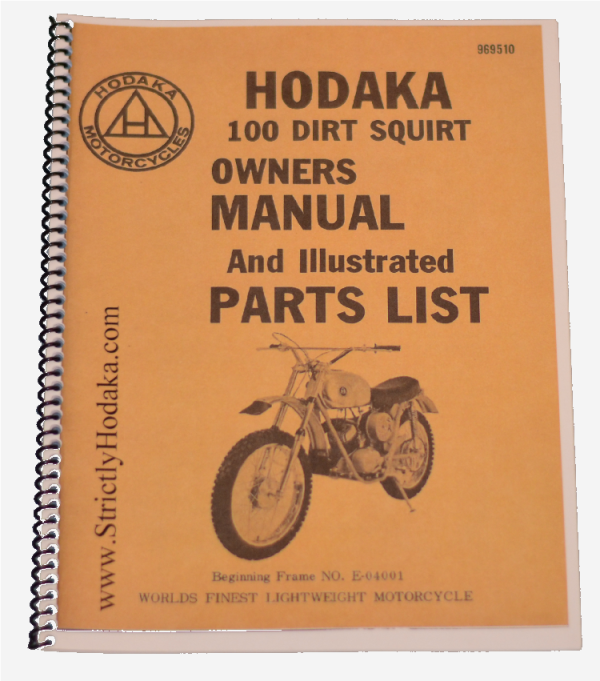 969510
HODAKA
MOTORCYCLES
H
HODAKA
100 DIRT SQUIRT
OWNERS
MANUAL
And Illustrated
PARTS LIST
www.StrictlyHodaka.com
Beginning Frame NO. E-04001
WORLDS FINEST LIGHTWEIGHT MOTORCYCLE